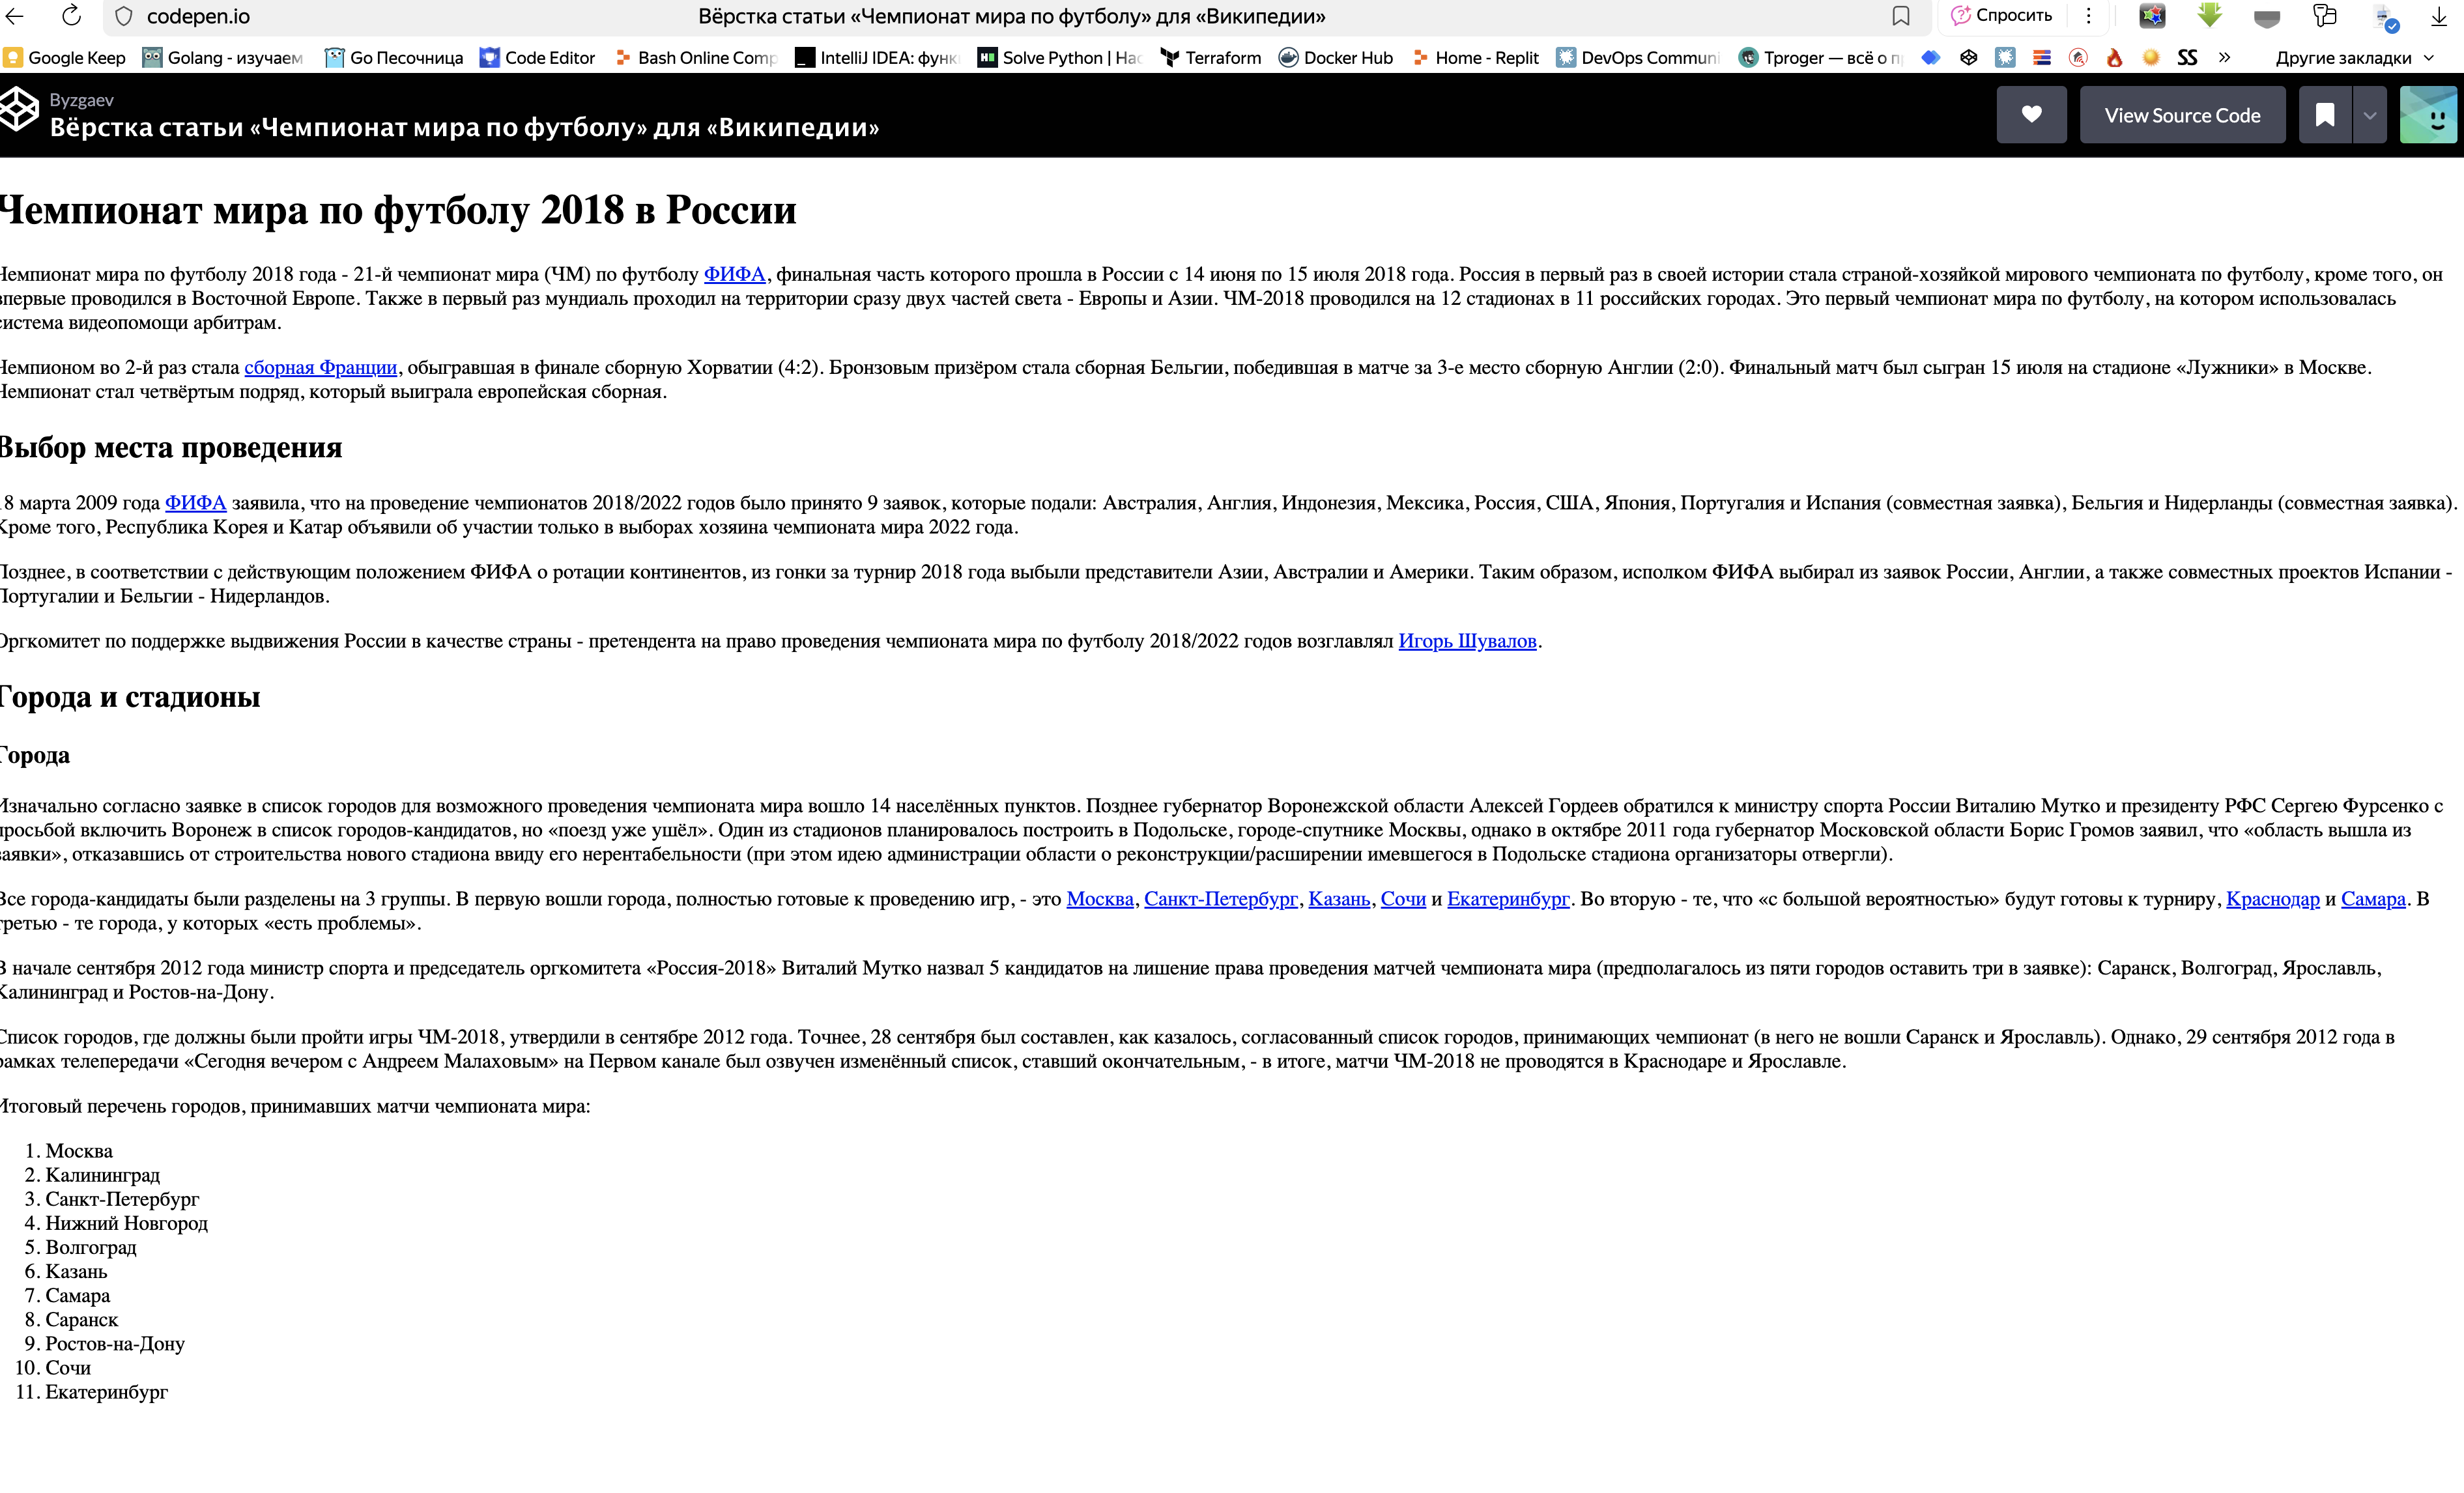 codepen.io
Вёрстка статьи «Чемпионат мира по футболу» для «Википедии»
Спросить
Google Keep
Golang - изучаем
Go Песочница
Code Editor
Bash Online Comp
IntelliJ IDEA: функ
Solve Python | Hac
Terraform
Docker Hub
Home - Replit
DevOps Communi
Tproger — всё о п
SS
Другие закладки
Byzgaev
Вёрстка статьи «Чемпионат мира по футболу» для «Википедии»
View Source Code
Чемпионат мира по футболу 2018 в России
Чемпионат мира по футболу 2018 года - 21-й чемпионат мира (ЧМ) по футболу ФИФА, финальная часть которого прошла в России с 14 июня по 15 июля 2018 года. Россия в первый раз в своей истории стала страной-хозяйкой мирового чемпионата по футболу, кроме того, он
впервые проводился в Восточной Европе. Также в первый раз мундиаль проходил на территории сразу двух частей света - Европы и Азии. ЧМ-2018 проводился на 12 стадионах в 11 российских городах. Это первый чемпионат мира по футболу, на котором использовалась
система видеопомощи арбитрам.
Чемпионом во 2-й раз стала сборная Франции, обыгравшая в финале сборную Хорватии (4:2). Бронзовым призёром стала сборная Бельгии, победившая в матче за 3-е место сборную Англии (2:0). Финальный матч был сыгран 15 июля на стадионе «Лужники» в Москве.
Чемпионат стал четвёртым подряд, который выиграла европейская сборная.
Выбор места проведения
18 марта 2009 года ФИФА заявила, что на проведение чемпионатов 2018/2022 годов было принято 9 заявок, которые подали: Австралия, Англия, Индонезия, Мексика, Россия, США, Япония, Португалия и Испания (совместная заявка), Бельгия и Нидерланды (совместная заявка).
Кроме того, Республика Корея и Катар объявили об участии только в выборах хозяина чемпионата мира 2022 года.
Позднее, в соответствии с действующим положением ФИФА о ротации континентов, из гонки за турнир 2018 года выбыли представители Азии, Австралии и Америки. Таким образом, исполком ФИФА выбирал из заявок России, Англии, а также совместных проектов Испании -
Португалии и Бельгии - Нидерландов.
Оргкомитет по поддержке выдвижения России в качестве страны - претендента на право проведения чемпионата мира по футболу 2018/2022 годов возглавлял Игорь Шувалов.
Города и стадионы
Города
Изначально согласно заявке в список городов для возможного проведения чемпионата мира вошло 14 населённых пунктов. Позднее губернатор Воронежской области Алексей Гордеев обратился к министру спорта России Виталию Мутко и президенту РФС Сергею Фурсенко с
просьбой включить Воронеж в список городов-кандидатов, но «поезд уже ушёл». Один из стадионов планировалось построить в Подольске, городе-спутнике Москвы, однако в октябре 2011 года губернатор Московской области Борис Громов заявил, что «область вышла из
заявки», отказавшись от строительства нового стадиона ввиду его нерентабельности (при этом идею администрации области о реконструкции/расширении имевшегося в Подольске стадиона организаторы отвергли).
Все города-кандидаты были разделены на 3 группы. В первую вошли города, полностью готовые к проведению игр, - это Москва, Санкт-Петербург, Казань, Сочи и Екатеринбург. Во вторую - те, что «с большой вероятностью» будут готовы к турниру, Краснодар и Самара. В
третью - те города, у которых «есть проблемы».
В начале сентября 2012 года министр спорта и председатель оргкомитета «Россия-2018» Виталий Мутко назвал 5 кандидатов на лишение права проведения матчей чемпионата мира (предполагалось из пяти городов оставить три в заявке): Саранск, Волгоград, Ярославль,
Калининград и Ростов-на-Дону.
Список городов, где должны были пройти игры ЧМ-2018, утвердили в сентябре 2012 года. Точнее, 28 сентября был составлен, как казалось, согласованный список городов, принимающих чемпионат (в него не вошли Саранск и Ярославль). Однако, 29 сентября 2012 года в
рамках телепередачи «Сегодня вечером с Андреем Малаховым» на Первом канале был озвучен изменённый список, ставший окончательным, - в итоге, матчи ЧМ-2018 не проводятся в Краснодаре и Ярославле.
Итоговый перечень городов, принимавших матчи чемпионата мира:
1. Москва
2. Калининград
3. Санкт-Петербург
4. Нижний Новгород
5. Волгоград
6. Казань
7. Самара
8. Саранск
9. Ростов-на-Дону
10. Сочи
11. Екатеринбург